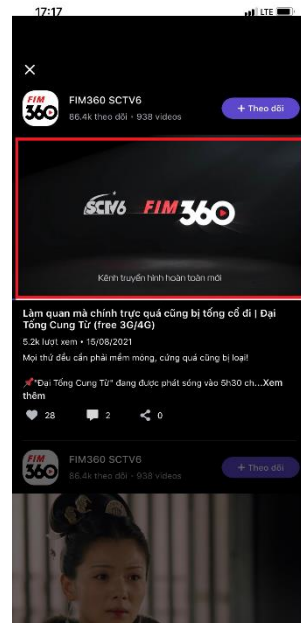 17:17
LTE
FIM
360
FIM360 SCTV6
86.4k theo dõi • 938 videos
+ Theo dõi
SCTV6 FIM360
Kênh truyền hình hoàn toàn mới
Làm quan mà chính trực quá cũng bị tống cổ đi | Đại
Tống Cung Từ (free 3G/4G)
5.2k lượt xem • 15/08/2021
Mọi thứ đều cần phải mềm mỏng, cứng quá cũng bị loại!
📌"Đại Tống Cung Từ" đang được phát sóng vào 5h30 ch...Xem
thêm
28
2
0
FIM
360
FIM360 SCTV6
86.4k theo dõi • 938 videos
+ Theo dõi